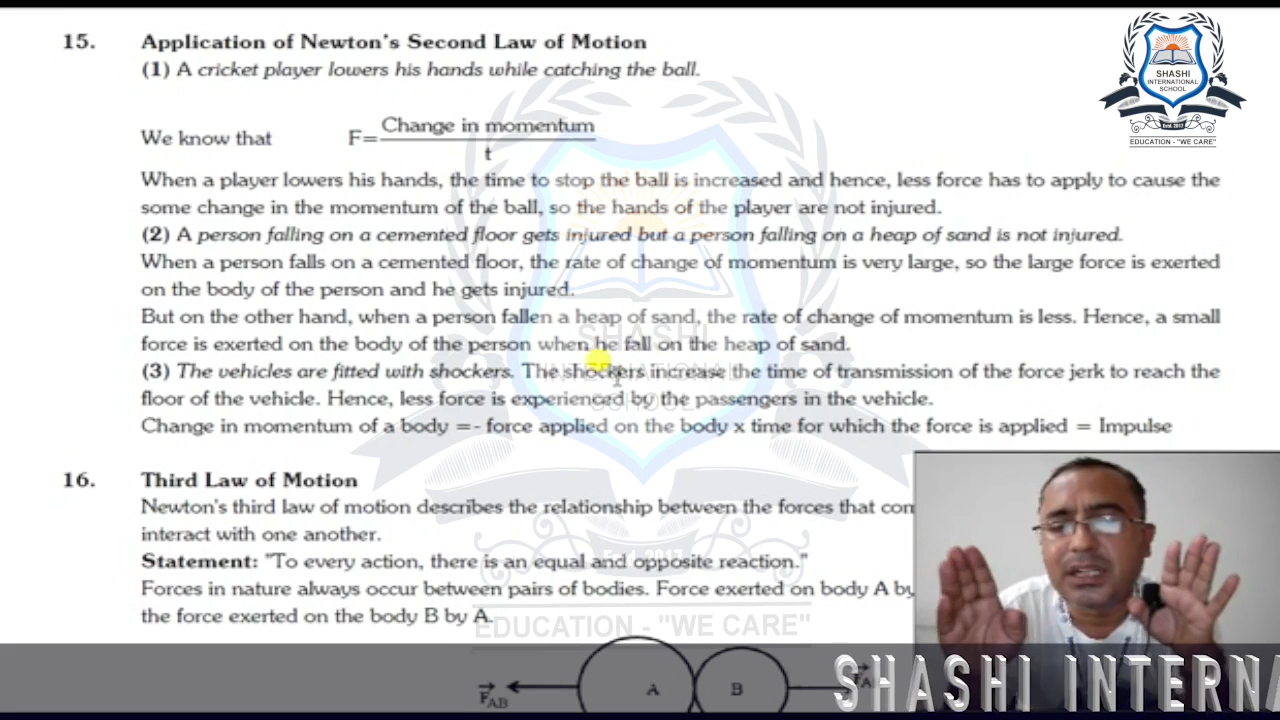 15. Application of Newton's Second Law of Motion
(1) A cricket player lowers his hands while catching the ball.
We know that F= Change in momentum
t
When a player lowers his hands, the time to stop the ball is increased and hence, less force has to apply to cause the
some change in the momentum of the ball, so the hands of the player are not injured.
(2) A person falling on a cemented floor gets injured but a person falling on a heap of sand is not injured.
When a person falls on a cemented floor, the rate of change of momentum is very large, so the large force is exerted
on the body of the person and he gets injured.
But on the other hand, when a person fallen a heap of sand, the rate of change of momentum is less. Hence, a small
force is exerted on the body of the person when he fall on the heap of sand.
(3) The vehicles are fitted with shockers. The shockers increase the time of transmission of the force jerk to reach the
floor of the vehicle. Hence, less force is experienced by the passengers in the vehicle.
Change in momentum of a body =- force applied on the body x time for which the force is applied = Impulse
16. Third Law of Motion
Newton's third law of motion describes the relationship between the forces that con
interact with one another.
Statement: "To every action, there is an equal and opposite reaction."
Forces in nature always occur between pairs of bodies. Force exerted on body A by
the force exerted on the body B by A.
F AB
A
B
SHASHI
INTERNATIONAL
SCHOOL
Estd. 2017
EDUCATION - "WE CARE"
SHASHI
INTERNATIONAL
SCHOOL
Estd. 2017
EDUCATION - "WE CARE"
SHASHI INTERNA